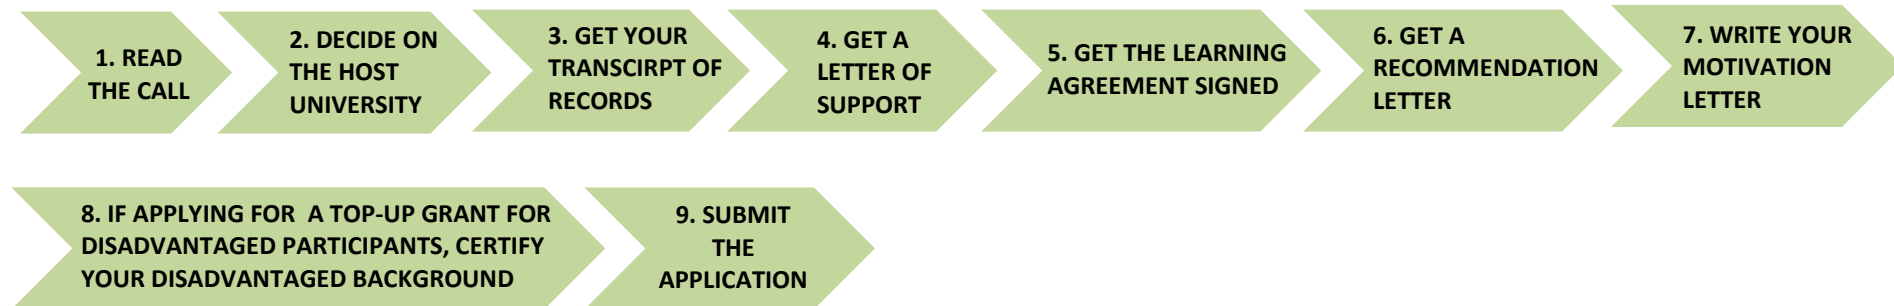 1. READ
THE CALL
2. DECIDE ON
THE HOST
UNIVERSITY
3. GET YOUR
TRANSCIRPT OF
RECORDS
4. GET A
LETTER OF
SUPPORT
5. GET THE LEARNING
AGREEMENT SIGNED
6. GET A
RECOMMENDATION
LETTER
7. WRITE YOUR
MOTIVATION
LETTER
8. IF APPLYING FOR A TOP-UP GRANT FOR
DISADVANTAGED PARTICIPANTS, CERTIFY
YOUR DISADVANTAGED BACKGROUND
9. SUBMIT
THE
APPLICATION